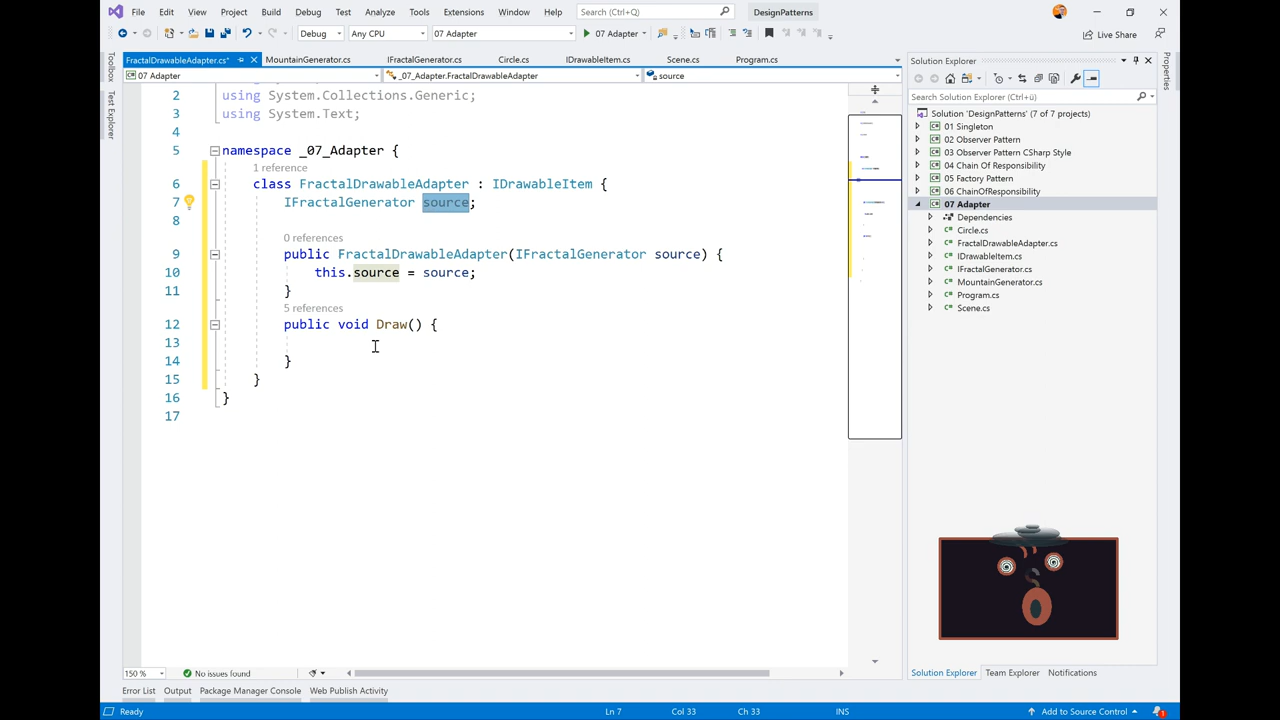 File Edit View Project Build Debug Test Analyze Tools Extensions Window Help Search (Ctrl+Q) DesignPatterns
Debug Any CPU 07 Adapter 07 Adapter Live Share
FractalDrawableAdapter.cs* MountainGenerator.cs IFractalGenerator.cs Circle.cs IDrawableItem.cs Scene.cs Program.cs
07 Adapter _07_Adapter.FractalDrawableAdapter source
Toolbox
Test Explorer
2 using System.Collections.Generic;
3 using System.Text;
4
5 namespace _07_Adapter {
1 reference
6 class FractalDrawableAdapter : IDrawableItem {
7 IFractalGenerator source;
8
0 references
9 public FractalDrawableAdapter(IFractalGenerator source) {
10 this.source = source;
11 }
5 references
12 public void Draw() {
13
14 }
15 }
16 }
17
150 % No issues found
Solution Explorer
Search Solution Explorer (Ctrl+ü)
Solution 'DesignPatterns' (7 of 7 projects)
01 Singleton
02 Observer Pattern
03 Observer Pattern CSharp Style
04 Chain Of Responsibility
05 Factory Pattern
06 ChainOfResponsibility
07 Adapter
Dependencies
Circle.cs
FractalDrawableAdapter.cs
IDrawableItem.cs
IFractalGenerator.cs
MountainGenerator.cs
Program.cs
Scene.cs
Solution Explorer Team Explorer Notifications
Properties
Error List Output Package Manager Console Web Publish Activity
Ready Ln 7 Col 33 Ch 33 INS Add to Source Control 1